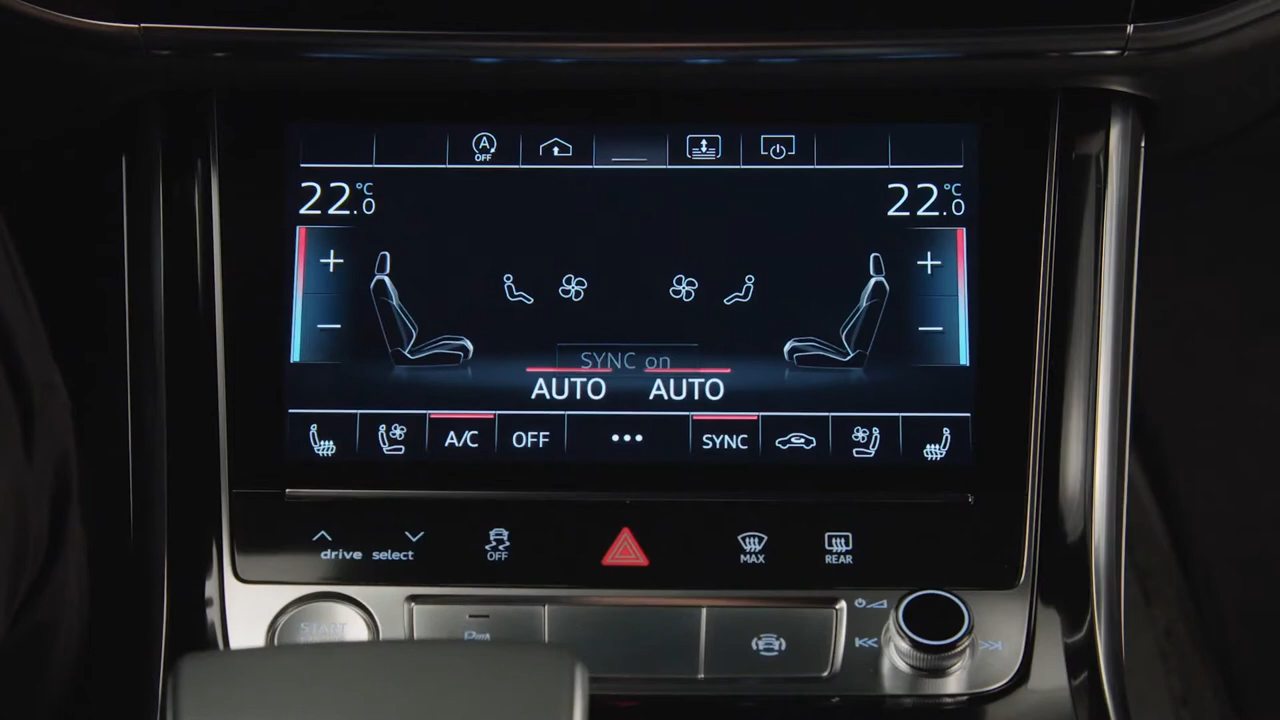 A
OFF
22.0 °C
22.0 °C
+
+
−
−
SYNC on
AUTO AUTO
A/C OFF ••• SYNC
drive select
OFF
MAX
REAR
START